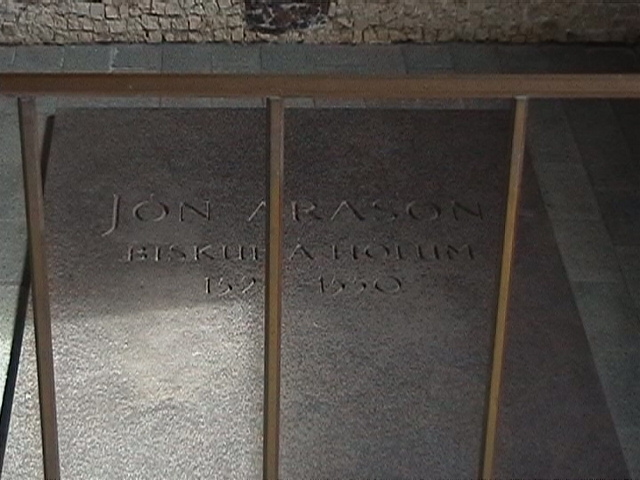 JÓN ARASON
BISKUP Á HÓLUM
1550